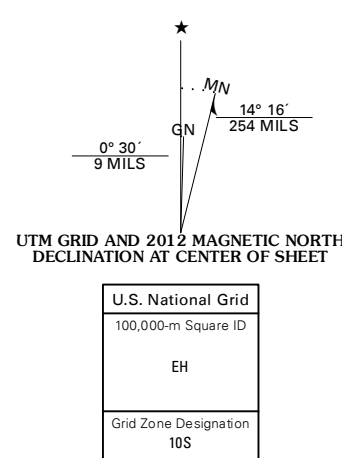 ★
MN
GN
14° 16´
254 MILS
0° 30´
9 MILS
UTM GRID AND 2012 MAGNETIC NORTH
DECLINATION AT CENTER OF SHEET
U.S. National Grid
100,000-m Square ID
EH
Grid Zone Designation
10S